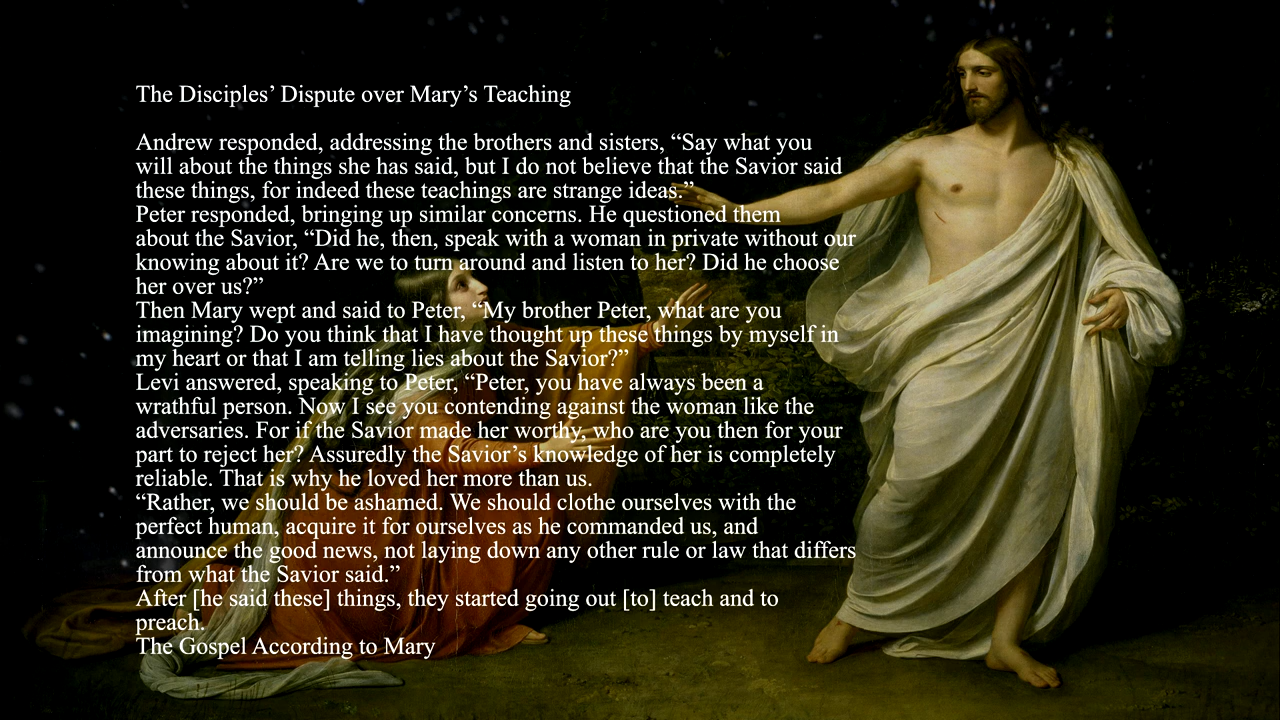 The Disciples’ Dispute over Mary’s Teaching
Andrew responded, addressing the brothers and sisters, “Say what you
will about the things she has said, but I do not believe that the Savior said
these things, for indeed these teachings are strange ideas.”
Peter responded, bringing up similar concerns. He questioned them
about the Savior, “Did he, then, speak with a woman in private without our
knowing about it? Are we to turn around and listen to her? Did he choose
her over us?”
Then Mary wept and said to Peter, “My brother Peter, what are you
imagining? Do you think that I have thought up these things by myself in
my heart or that I am telling lies about the Savior?”
Levi answered, speaking to Peter, “Peter, you have always been a
wrathful person. Now I see you contending against the woman like the
adversaries. For if the Savior made her worthy, who are you then for your
part to reject her? Assuredly the Savior’s knowledge of her is completely
reliable. That is why he loved her more than us.
“Rather, we should be ashamed. We should clothe ourselves with the
perfect human, acquire it for ourselves as he commanded us, and
announce the good news, not laying down any other rule or law that differs
from what the Savior said.”
After [he said these] things, they started going out [to] teach and to
preach.
The Gospel According to Mary